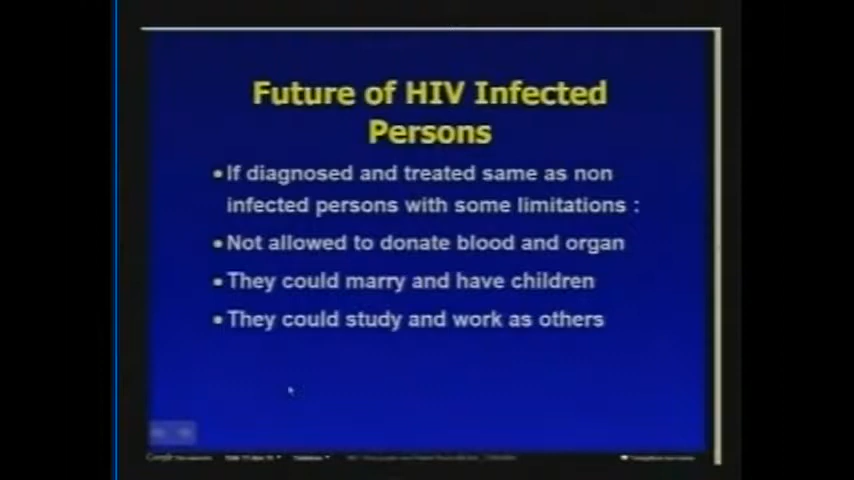 Future of HIV Infected
Persons
• If diagnosed and treated same as non
infected persons with some limitations :
• Not allowed to donate blood and organ
• They could marry and have children
• They could study and work as others